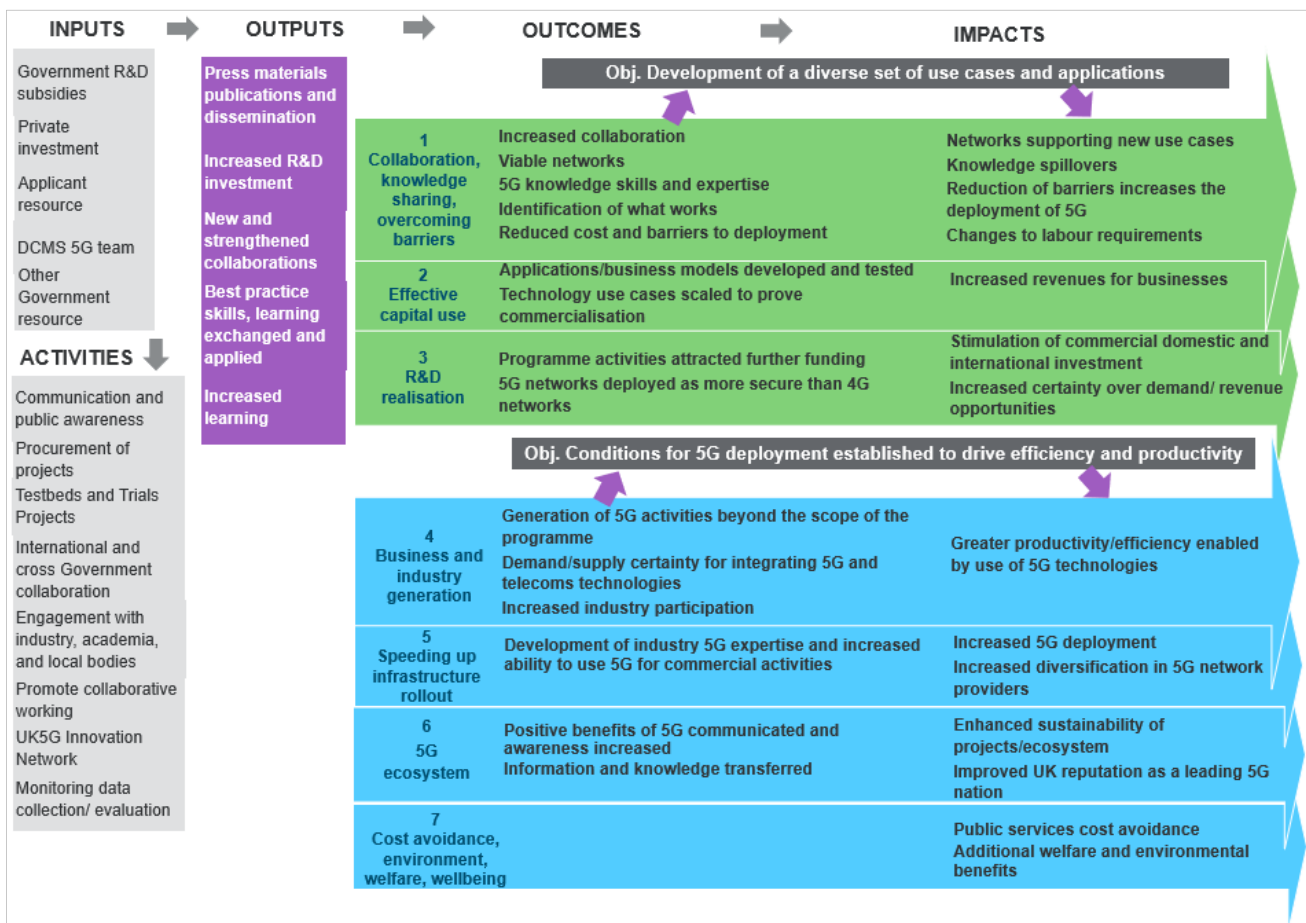 INPUTS
OUTPUTS
OUTCOMES
IMPACTS
Government R&D
subsidies
Private
investment
Applicant
resource
DCMS 5G team
Other
Government
resource
ACTIVITIES
Communication and
public awareness
Procurement of
projects
Testbeds and Trials
Projects
International and
cross Government
collaboration
Engagement with
industry, academia,
and local bodies
Promote collaborative
working
UK5G Innovation
Network
Monitoring data
collection/ evaluation
Press materials
publications and
dissemination
Increased R&D
investment
New and
strengthened
collaborations
Best practice
skills, learning
exchanged and
applied
Increased
learning
Obj. Development of a diverse set of use cases and applications
1
Collaboration,
knowledge
sharing,
overcoming
barriers
Increased collaboration
Viable networks
5G knowledge skills and expertise
Identification of what works
Reduced cost and barriers to deployment
Networks supporting new use cases
Knowledge spillovers
Reduction of barriers increases the
deployment of 5G
Changes to labour requirements
2
Effective
capital use
Applications/business models developed and tested
Technology use cases scaled to prove
commercialisation
Increased revenues for businesses
3
R&D
realisation
Programme activities attracted further funding
5G networks deployed as more secure than 4G
networks
Stimulation of commercial domestic and
international investment
Increased certainty over demand/ revenue
opportunities
Obj. Conditions for 5G deployment established to drive efficiency and productivity
4
Business and
industry
generation
Generation of 5G activities beyond the scope of the
programme
Demand/supply certainty for integrating 5G and
telecoms technologies
Increased industry participation
Greater productivity/efficiency enabled
by use of 5G technologies
5
Speeding up
infrastructure
rollout
Development of industry 5G expertise and increased
ability to use 5G for commercial activities
Increased 5G deployment
Increased diversification in 5G network
providers
6
5G
ecosystem
Positive benefits of 5G communicated and
awareness increased
Information and knowledge transferred
Enhanced sustainability of
projects/ecosystem
Improved UK reputation as a leading 5G
nation
7
Cost avoidance,
environment,
welfare, wellbeing
Public services cost avoidance
Additional welfare and environmental
benefits